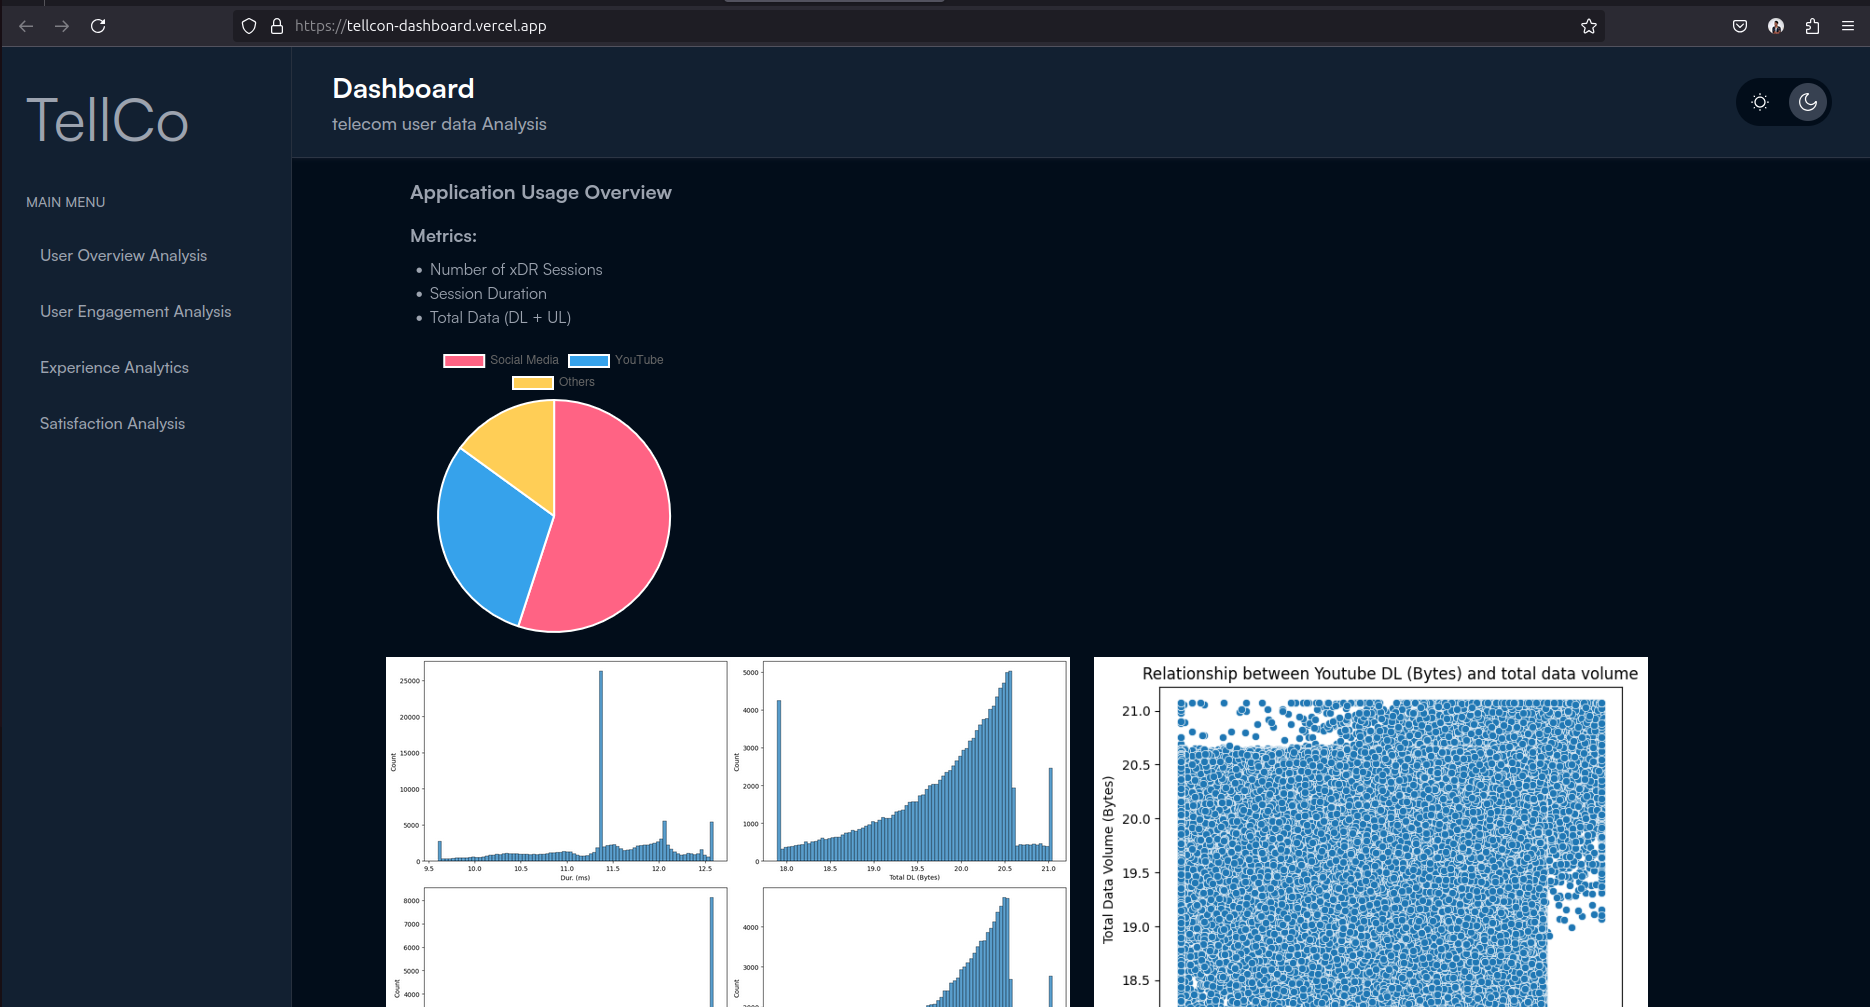 https://tellcon-dashboard.vercel.app
TellCo
MAIN MENU
User Overview Analysis
User Engagement Analysis
Experience Analytics
Satisfaction Analysis
Dashboard
telecom user data Analysis
Application Usage Overview
Metrics:
• Number of xDR Sessions
• Session Duration
• Total Data (DL + UL)
Social Media YouTube
Others
25000
20000
15000
10000
5000
0
Count
9.5 10.0 10.5 11.0 11.5 12.0 12.5
Dur. (ms)
5000
4000
3000
2000
1000
0
Count
18.0 18.5 19.0 19.5 20.0 20.5 21.0
Total DL (Bytes)
8000
7000
6000
5000
4000
Count
4000
3000
Count
Relationship between Youtube DL (Bytes) and total data volume
21.0
20.5
20.0
19.5
19.0
18.5
Total Data Volume (Bytes)